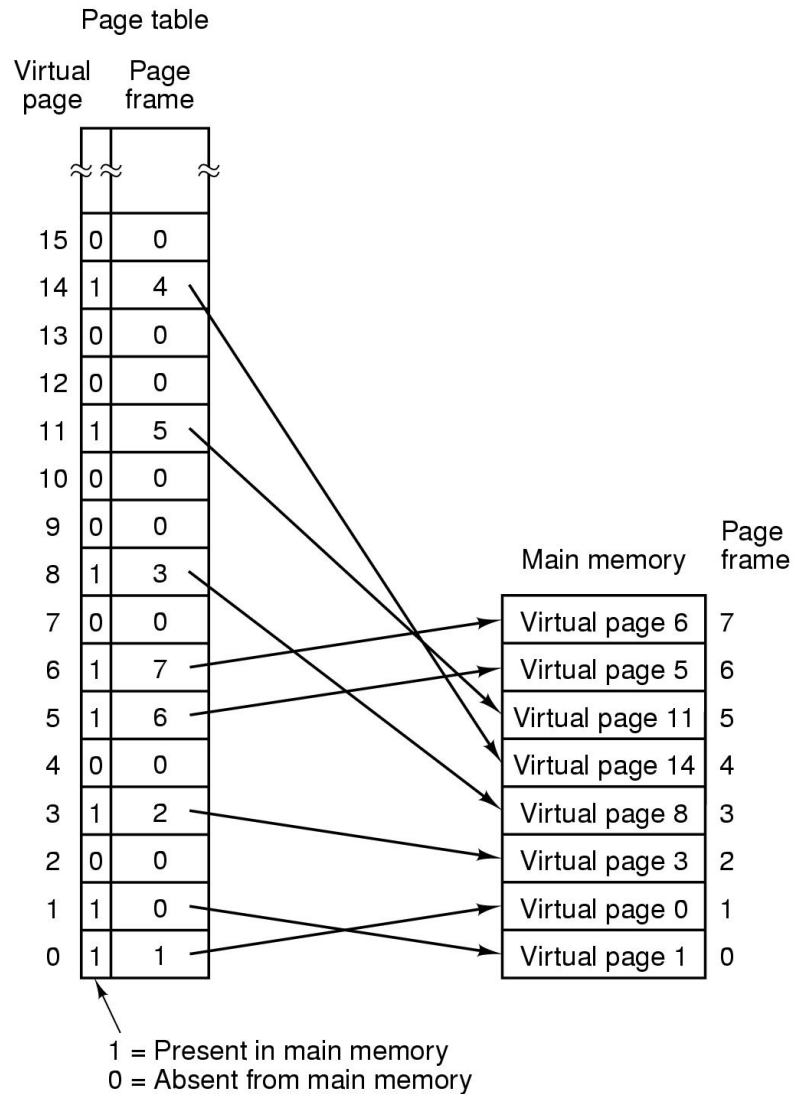 Page table
Virtual page
Page frame
15 0 0
14 1 4
13 0 0
12 0 0
11 1 5
10 0 0
9 0 0
8 1 3
7 0 0
6 1 7
5 1 6
4 0 0
3 1 2
2 0 0
1 1 0
0 1 1
Main memory
Page frame
Virtual page 6 7
Virtual page 5 6
Virtual page 11 5
Virtual page 14 4
Virtual page 8 3
Virtual page 3 2
Virtual page 0 1
Virtual page 1 0
1 = Present in main memory
0 = Absent from main memory